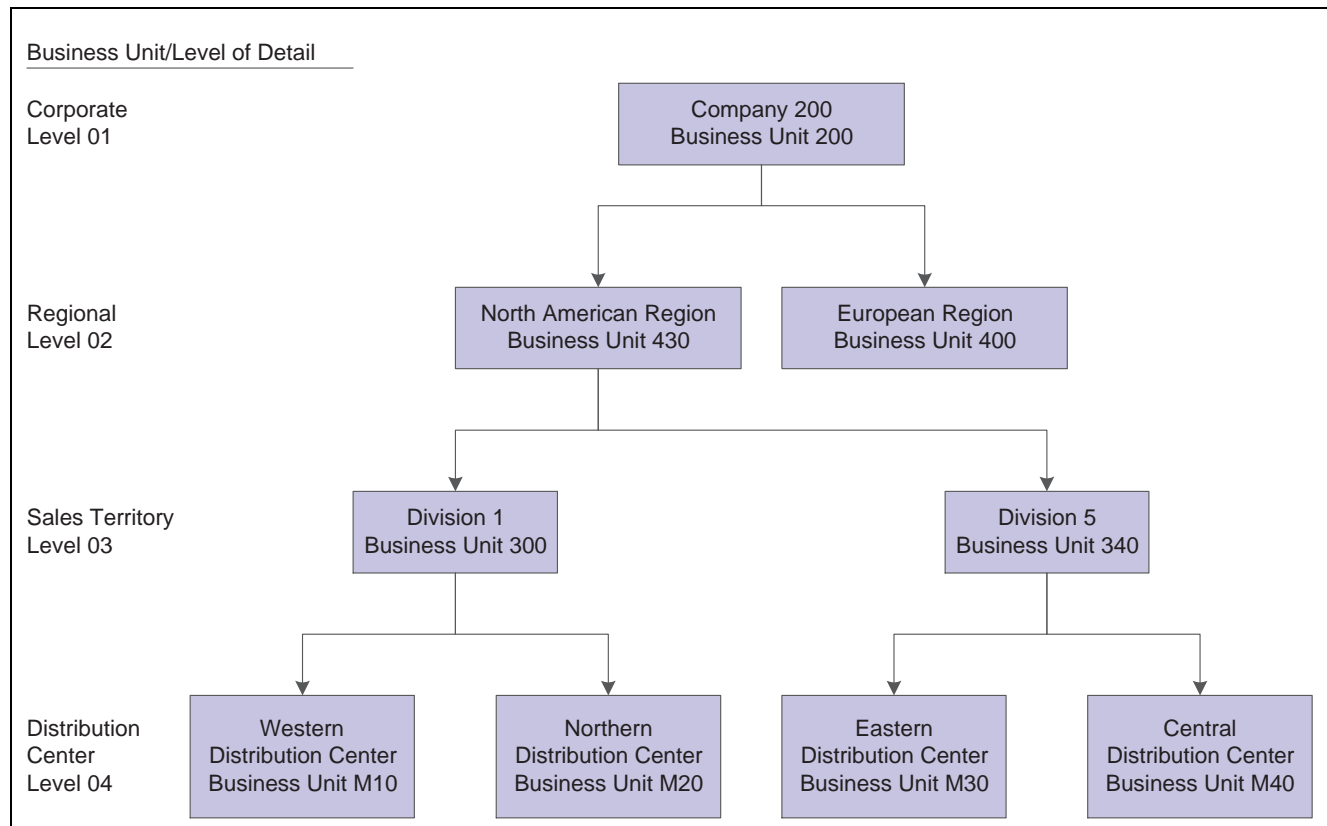 Business Unit/Level of Detail
Corporate
Level 01
Company 200
Business Unit 200
Regional
Level 02
North American Region
Business Unit 430
European Region
Business Unit 400
Sales Territory
Level 03
Division 1
Business Unit 300
Division 5
Business Unit 340
Distribution
Center
Level 04
Western
Distribution Center
Business Unit M10
Northern
Distribution Center
Business Unit M20
Eastern
Distribution Center
Business Unit M30
Central
Distribution Center
Business Unit M40